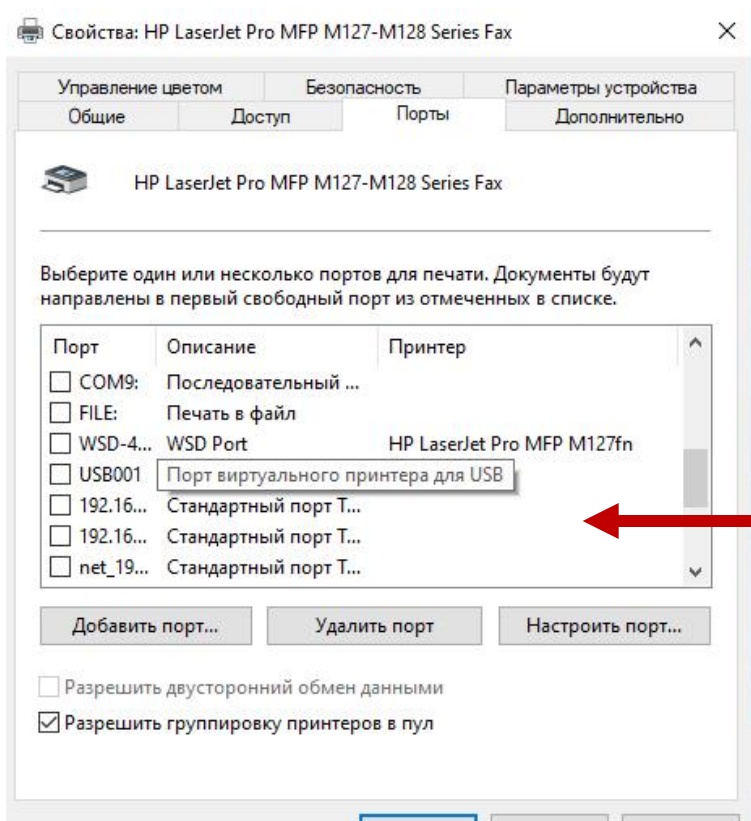 Свойства: HP LaserJet Pro MFP M127-M128 Series Fax
Управление цветом Безопасность Параметры устройства
Общие Доступ Порты Дополнительно
HP LaserJet Pro MFP M127-M128 Series Fax
Выберите один или несколько портов для печати. Документы будут
направлены в первый свободный порт из отмеченных в списке.
Порт Описание Принтер
COM9: Последовательный ...
FILE: Печать в файл
WSD-4... WSD Port HP LaserJet Pro MFP M127fn
USB001 Порт виртуального принтера для USB
192.16... Стандартный порт T...
192.16... Стандартный порт T...
net_19... Стандартный порт T...
Добавить порт... Удалить порт Настроить порт...
Разрешить двусторонний обмен данными
Разрешить группировку принтеров в пул